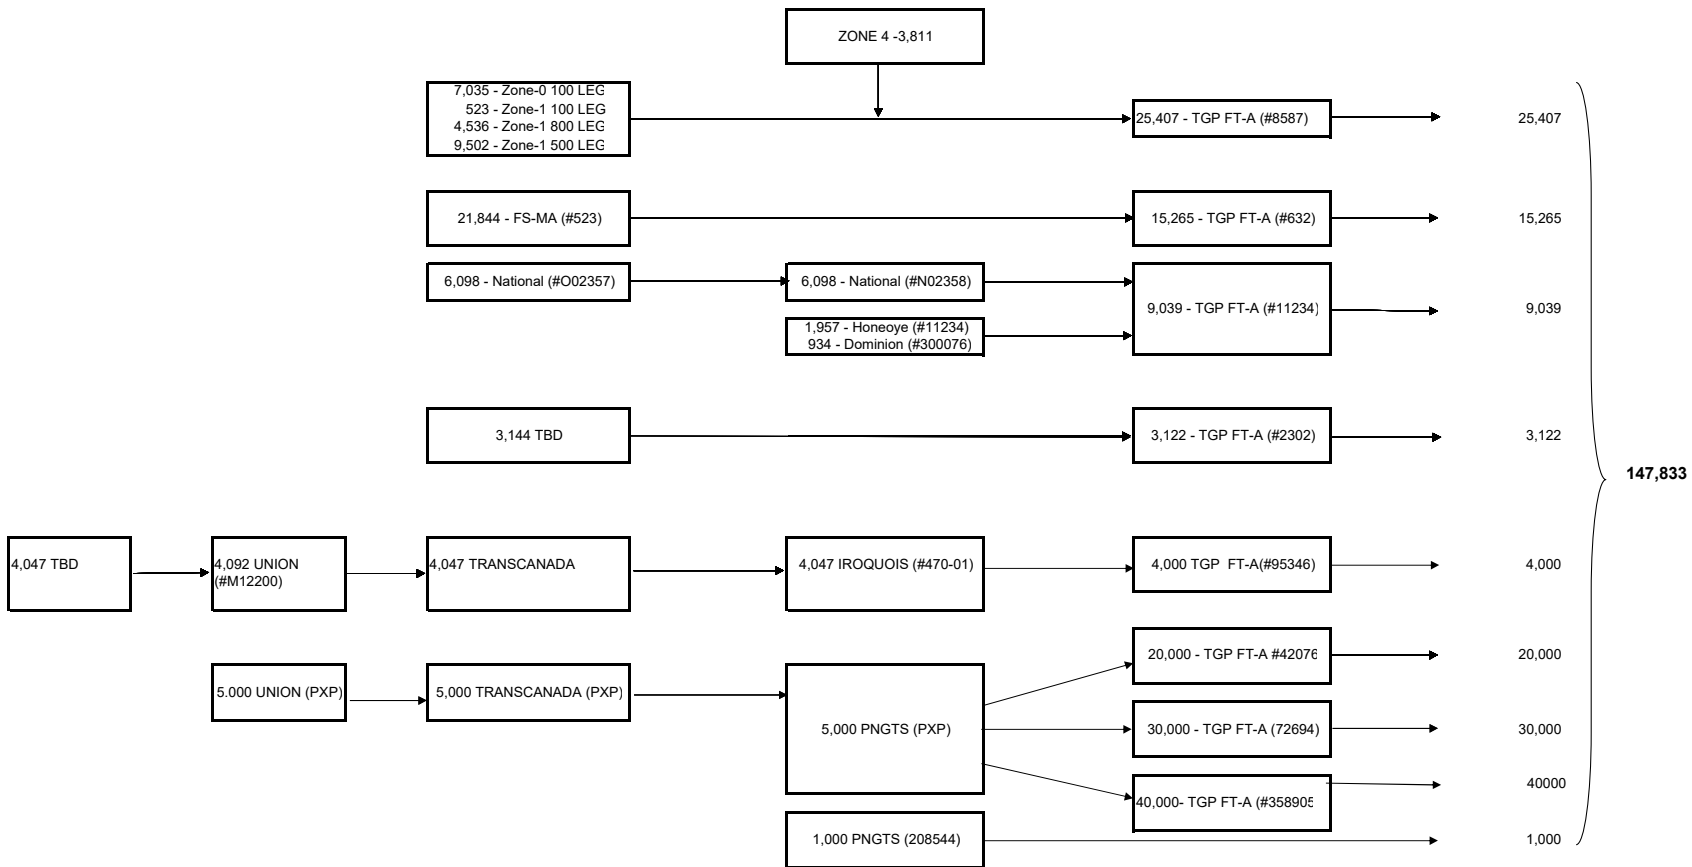 ZONE 4 -3,811
7,035 - Zone-0 100 LEG
523 - Zone-1 100 LEG
4,536 - Zone-1 800 LEG
9,502 - Zone-1 500 LEG
25,407 - TGP FT-A (#8587)
25,407
21,844 - FS-MA (#523)
15,265 - TGP FT-A (#632)
15,265
6,098 - National (#O02357)
6,098 - National (#N02358)
1,957 - Honeoye (#11234)
934 - Dominion (#300076)
9,039 - TGP FT-A (#11234)
9,039
3,144 TBD
3,122 - TGP FT-A (#2302)
3,122
147,833
4,047 TBD
4,092 UNION
(#M12200)
4,047 TRANSCANADA
4,047 IROQUOIS (#470-01)
4,000 TGP FT-A(#95346)
4,000
5.000 UNION (PXP)
5,000 TRANSCANADA (PXP)
5,000 PNGTS (PXP)
20,000 - TGP FT-A #42076
20,000
30,000 - TGP FT-A (72694)
30,000
40,000- TGP FT-A (#358905
40000
1,000 PNGTS (208544)
1,000